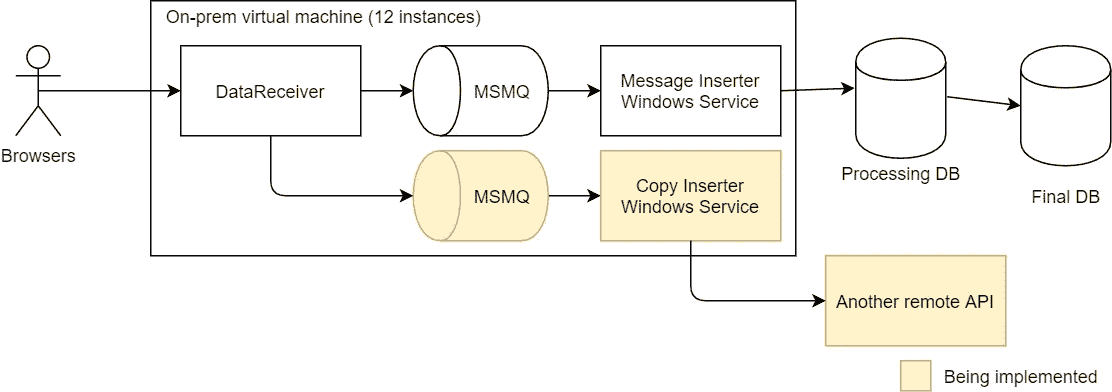 On-prem virtual machine (12 instances)
DataReceiver
MSMQ
Message Inserter
Windows Service
Browsers
Processing DB
Final DB
MSMQ
Copy Inserter
Windows Service
Another remote API
Being implemented